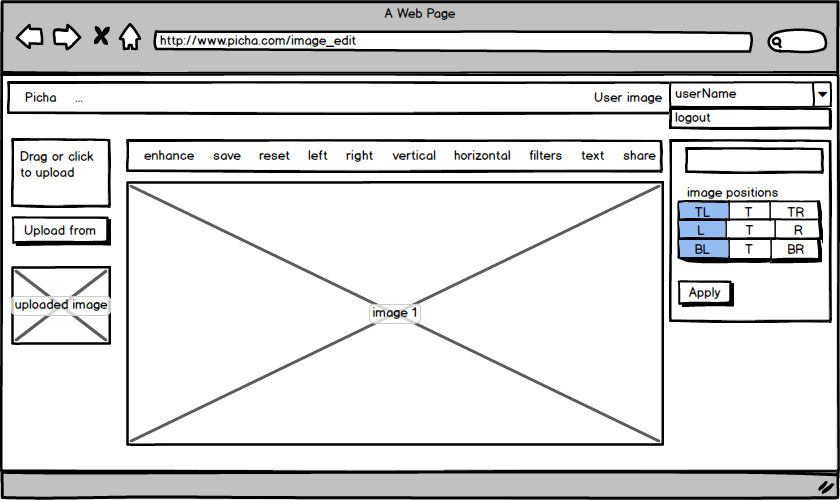 A Web Page
http://www.picha.com/image_edit
Picha ... User image userName
logout
Drag or click
to upload
Upload from
uploaded image
enhance save reset left right vertical horizontal filters text share
image 1
image positions
TL T TR
L T R
BL T BR
Apply